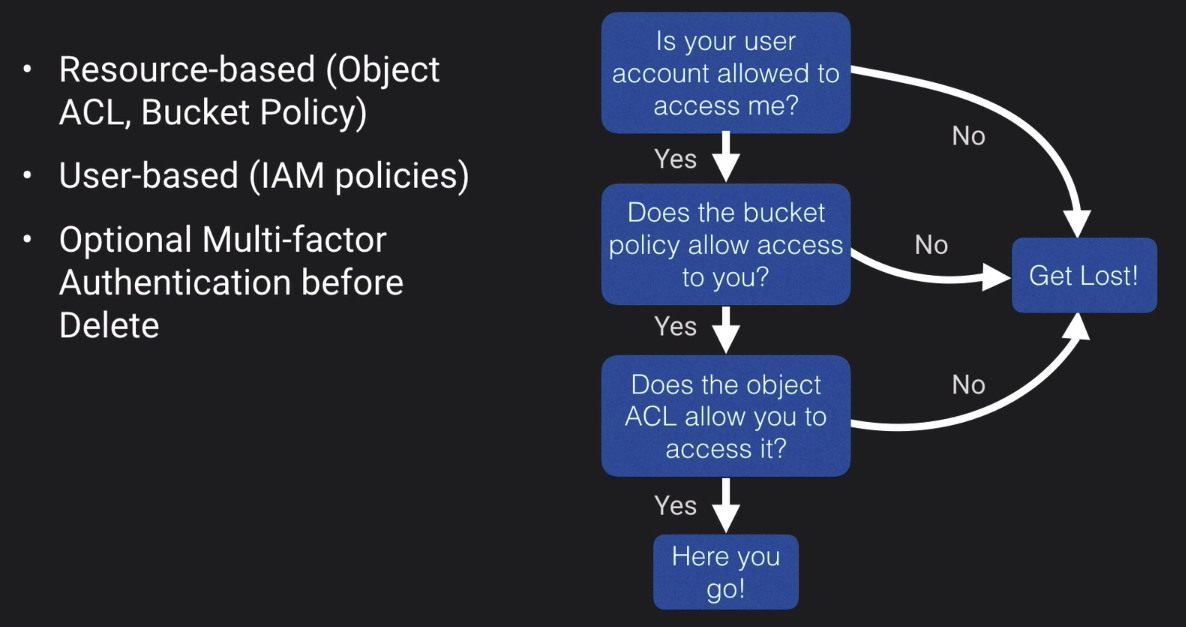 • Resource-based (Object
ACL, Bucket Policy)
• User-based (IAM policies)
• Optional Multi-factor
Authentication before
Delete
Is your user
account allowed to
access me?
No
Yes
Does the bucket
policy allow access
to you?
No
Get Lost!
Yes
Does the object
ACL allow you to
access it?
No
Yes
Here you
go!